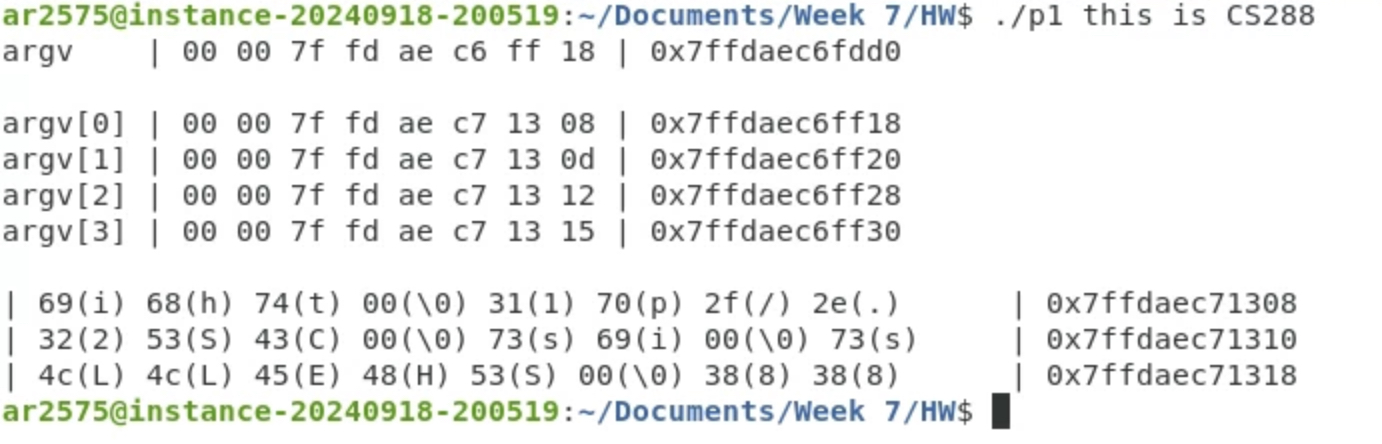 ar2575@instance-20240918-200519:~/Documents/Week 7/HW$ ./p1 this is CS288
argv    | 00 00 7f fd ae c6 ff 18 | 0x7ffdaec6fdd0
argv[0] | 00 00 7f fd ae c7 13 08 | 0x7ffdaec6ff18
argv[1] | 00 00 7f fd ae c7 13 0d | 0x7ffdaec6ff20
argv[2] | 00 00 7f fd ae c7 13 12 | 0x7ffdaec6ff28
argv[3] | 00 00 7f fd ae c7 13 15 | 0x7ffdaec6ff30
| 69(i) 68(h) 74(t) 00(\0) 31(1) 70(p) 2f(/) 2e(.)      | 0x7ffdaec71308
| 32(2) 53(S) 43(C) 00(\0) 73(s) 69(i) 00(\0) 73(s)     | 0x7ffdaec71310
| 4c(L) 4c(L) 45(E) 48(H) 53(S) 00(\0) 38(8) 38(8)      | 0x7ffdaec71318
ar2575@instance-20240918-200519:~/Documents/Week 7/HW$